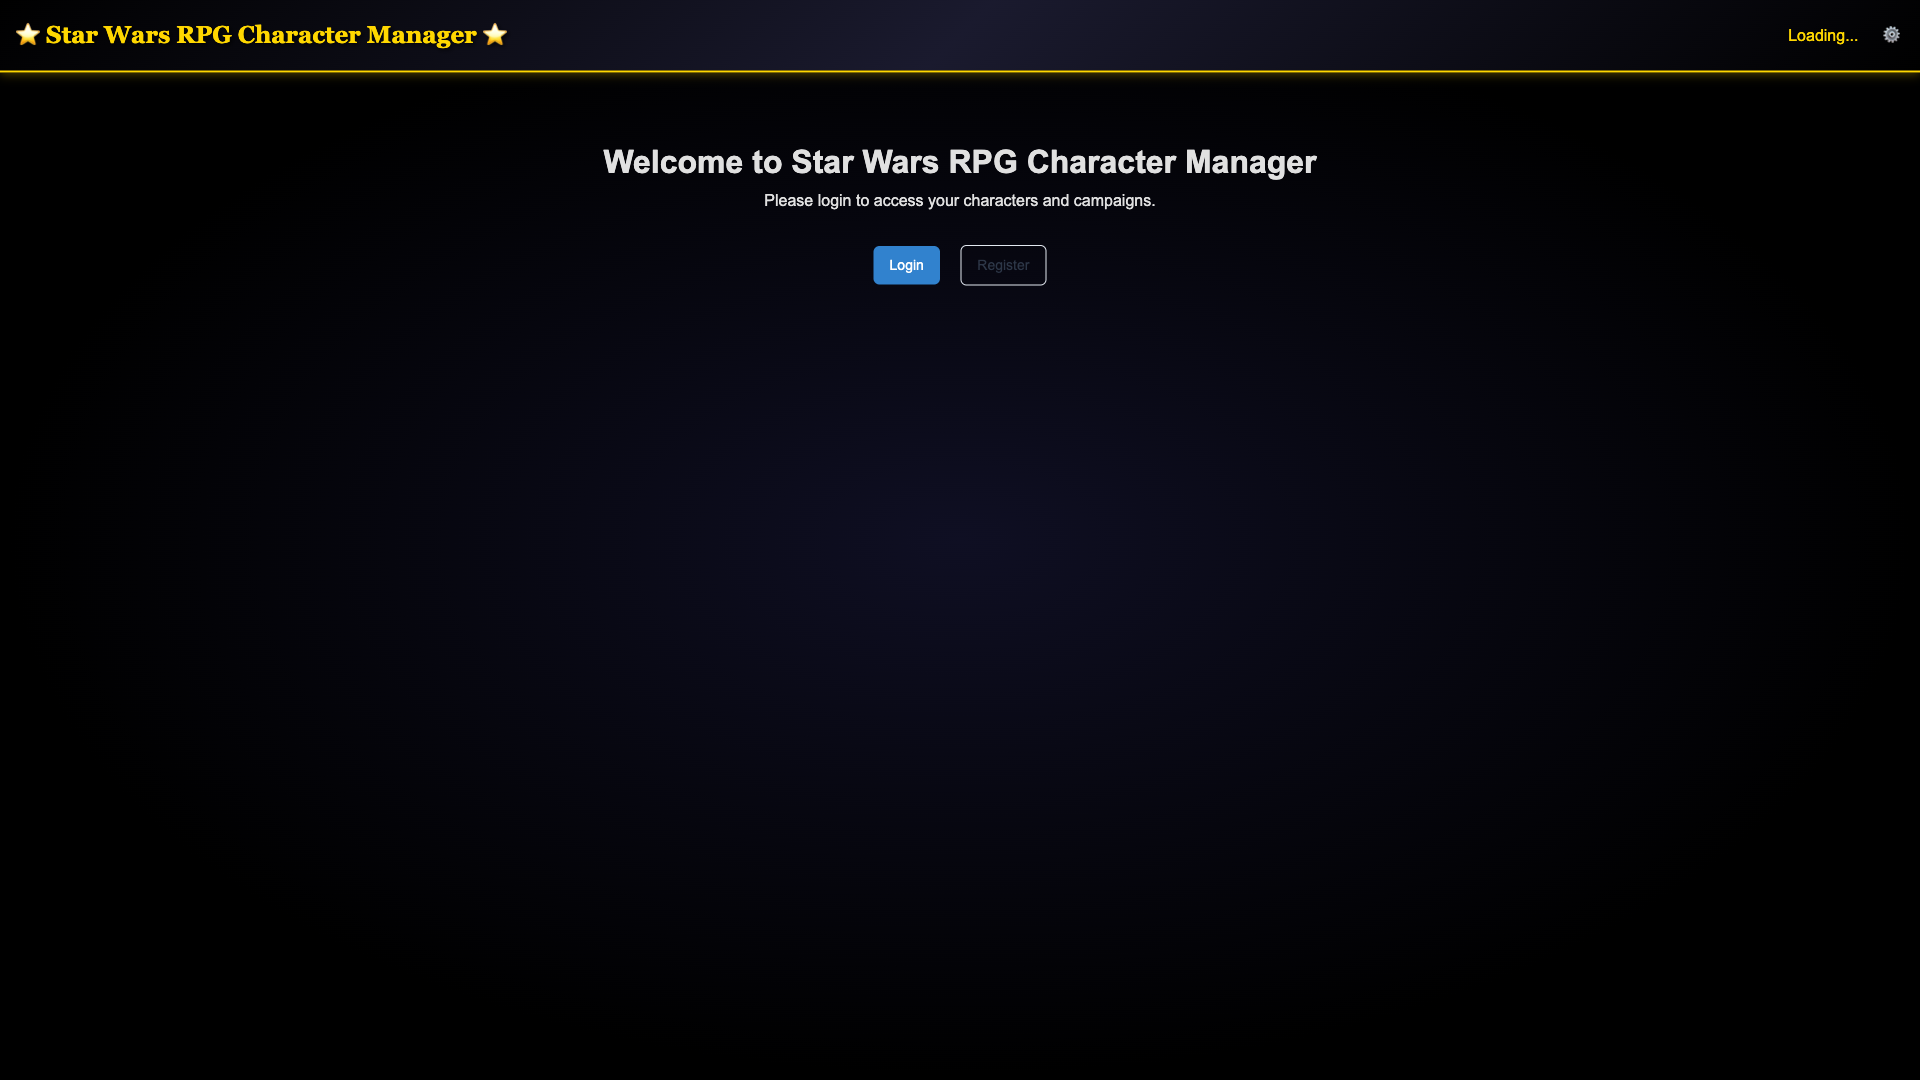 ⭐ Star Wars RPG Character Manager ⭐
Loading... ⚙️
Welcome to Star Wars RPG Character Manager
Please login to access your characters and campaigns.
Login Register